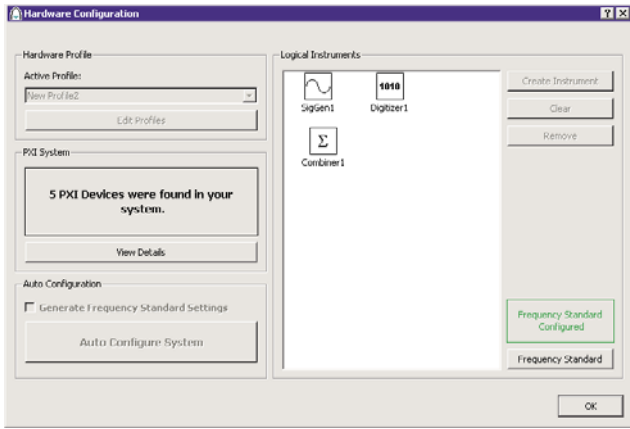 Hardware Configuration
Hardware Profile
Active Profile:
New Profile2
Edit Profiles
PXI System
5 PXI Devices were found in your
system.
View Details
Auto Configuration
Generate Frequency Standard Settings
Auto Configure System
Logical Instruments
SigGen1
1010
Digitizer1
Σ
Combiner1
Create Instrument
Clear
Remove
Frequency Standard
Configured
Frequency Standard
OK